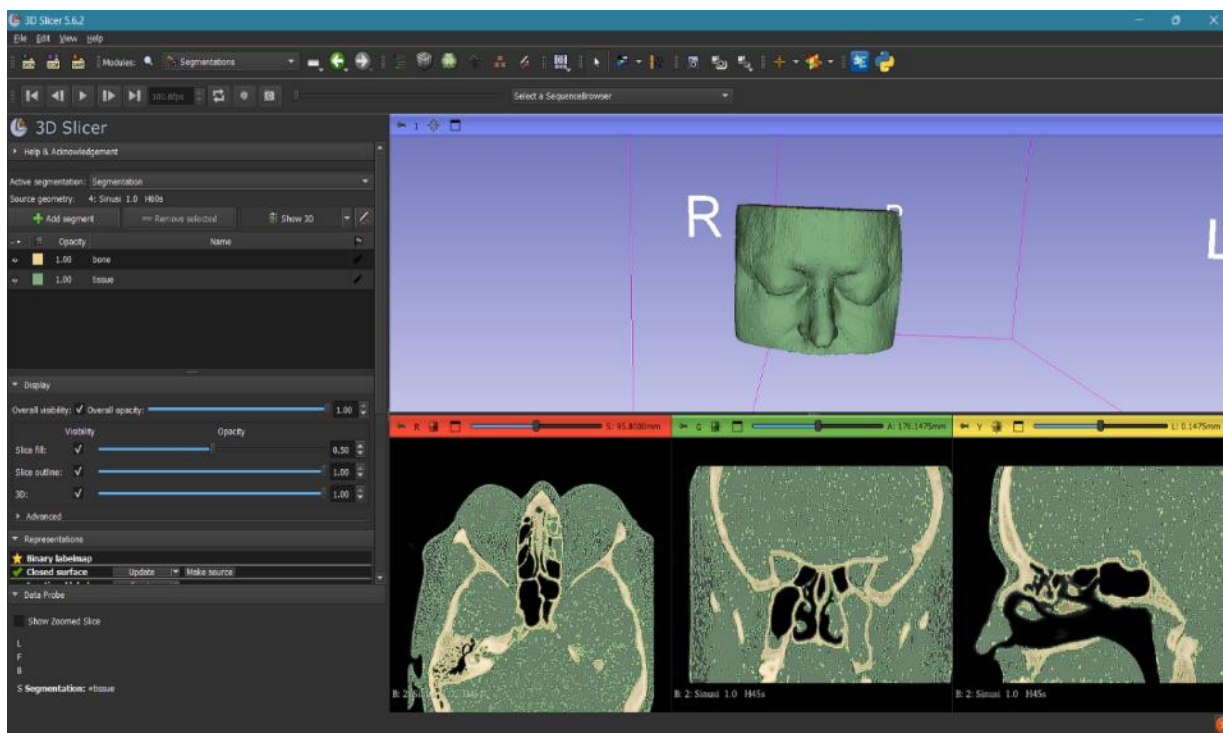 3D Slicer 5.6.2
File Edit View Help
Modules: Segmentations
Select a SequenceBrowser
3D Slicer
Help & Acknowledgement
1
Active segmentation: Segmentation
Source geometry: 4: Sinusi 1.0 H60s
Add segment Remove selected Show 3D
Opacity Name
1.00 bone
1.00 tissue
R
L
Display
Overall visibility: Overall opacity: 1.00
Visibility Opacity
Slice fill: 0.50
Slice outline: 1.00
3D: 1.00
Advanced
Representations
Binary labelmap
Closed surface Update Make source
Data Probe
Show Zoomed Slice
L
F
B
S Segmentation: tissue
R S: 95.8000mm
G A: 176.1475mm
Y L: 0.1475mm
B: 2: Sinusi 1.0 H45s
B: 2: Sinusi 1.0 H45s